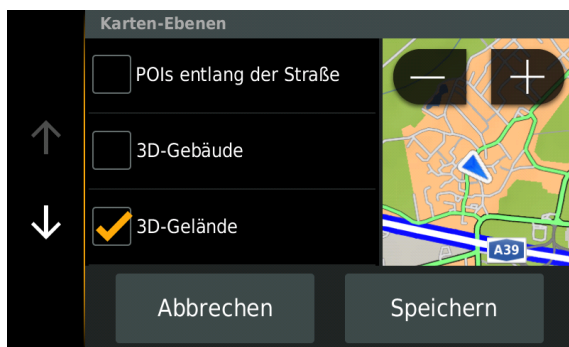 Karten-Ebenen
POIs entlang der Straße
3D-Gebäude
3D-Gelände
A39
Abbrechen
Speichern